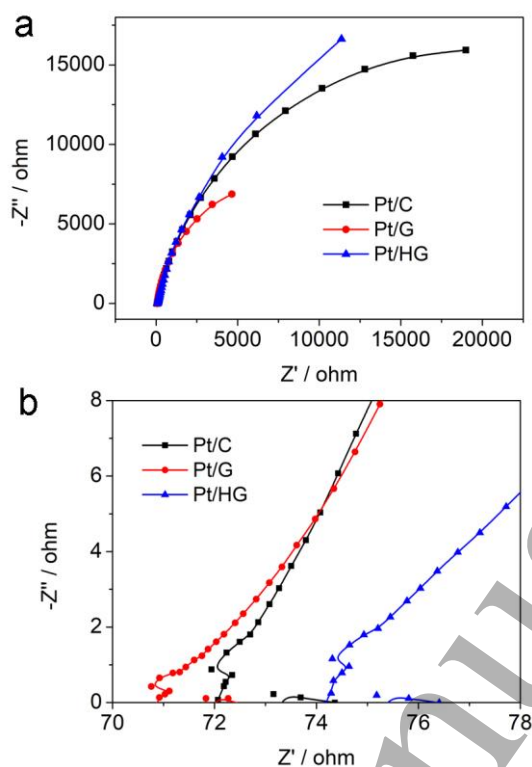 a
15000
10000
5000
0
-Z'' / ohm
Pt/C
Pt/G
Pt/HG
0 5000 10000 15000 20000
Z' / ohm
b
8
6
4
2
0
-Z'' / ohm
Pt/C
Pt/G
Pt/HG
70 72 74 76 78
Z' / ohm